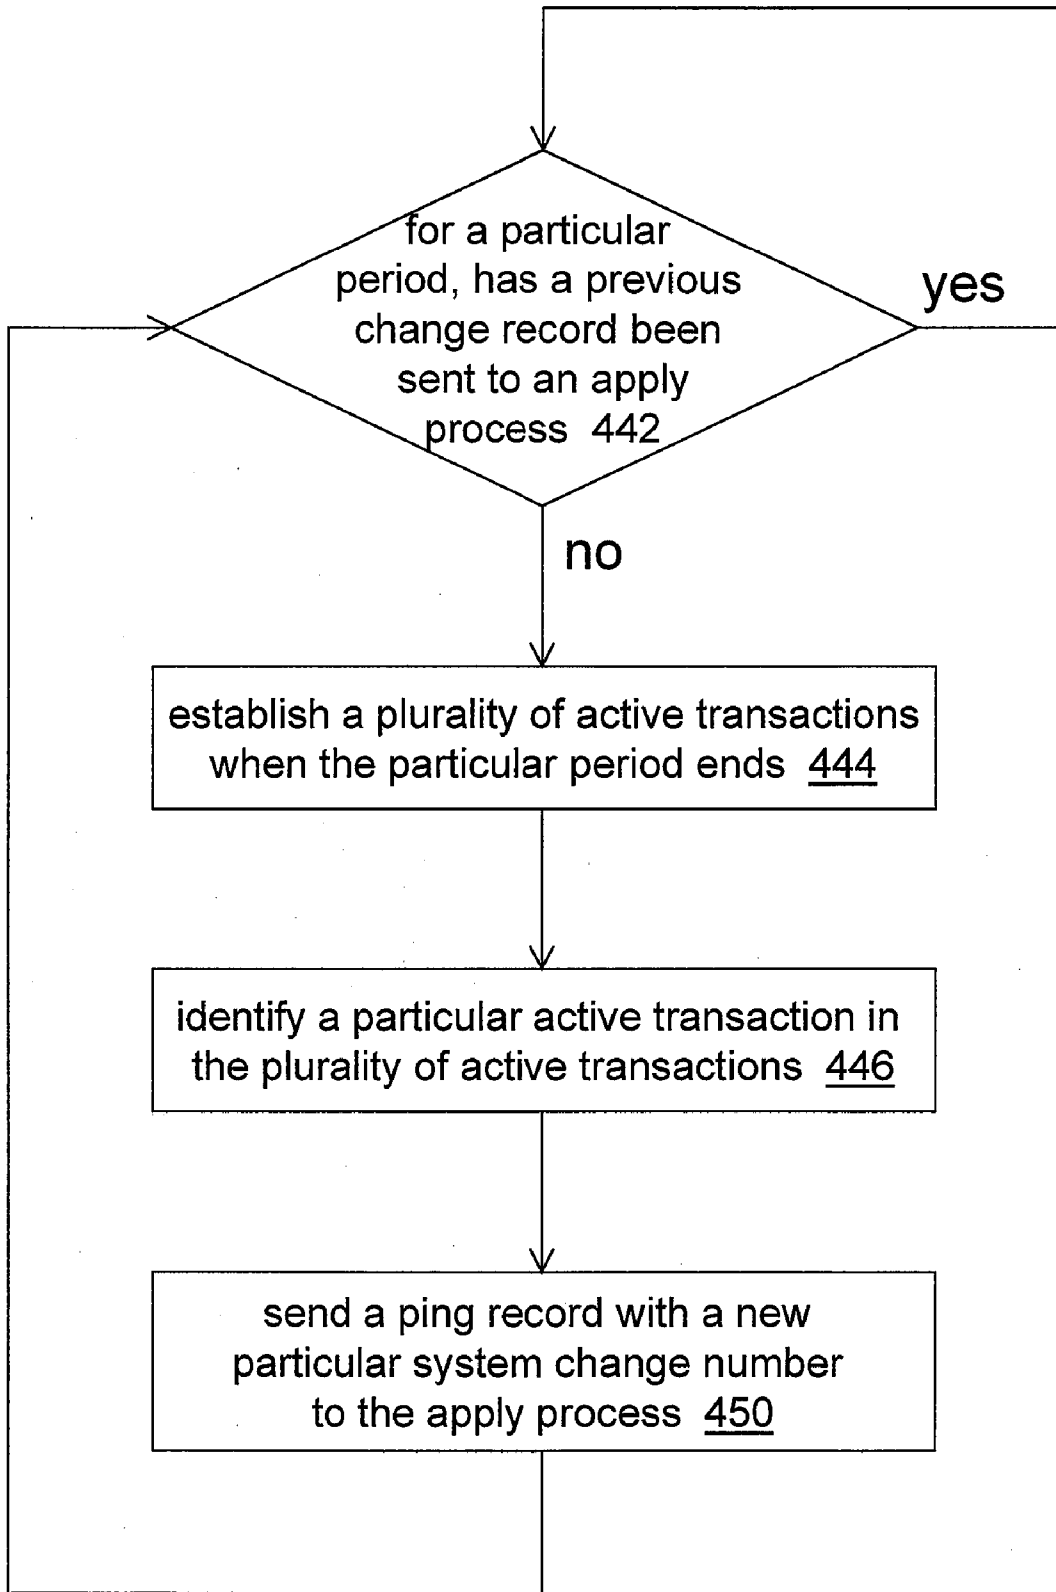 for a particular
period, has a previous
yes
change record been
sent to an apply
process 442
no
establish a plurality of active transactions
when the particular period ends 444
identify a particular active transaction in
the plurality of active transactions 446
send a ping record with a new
particular system change number
to the apply process 450